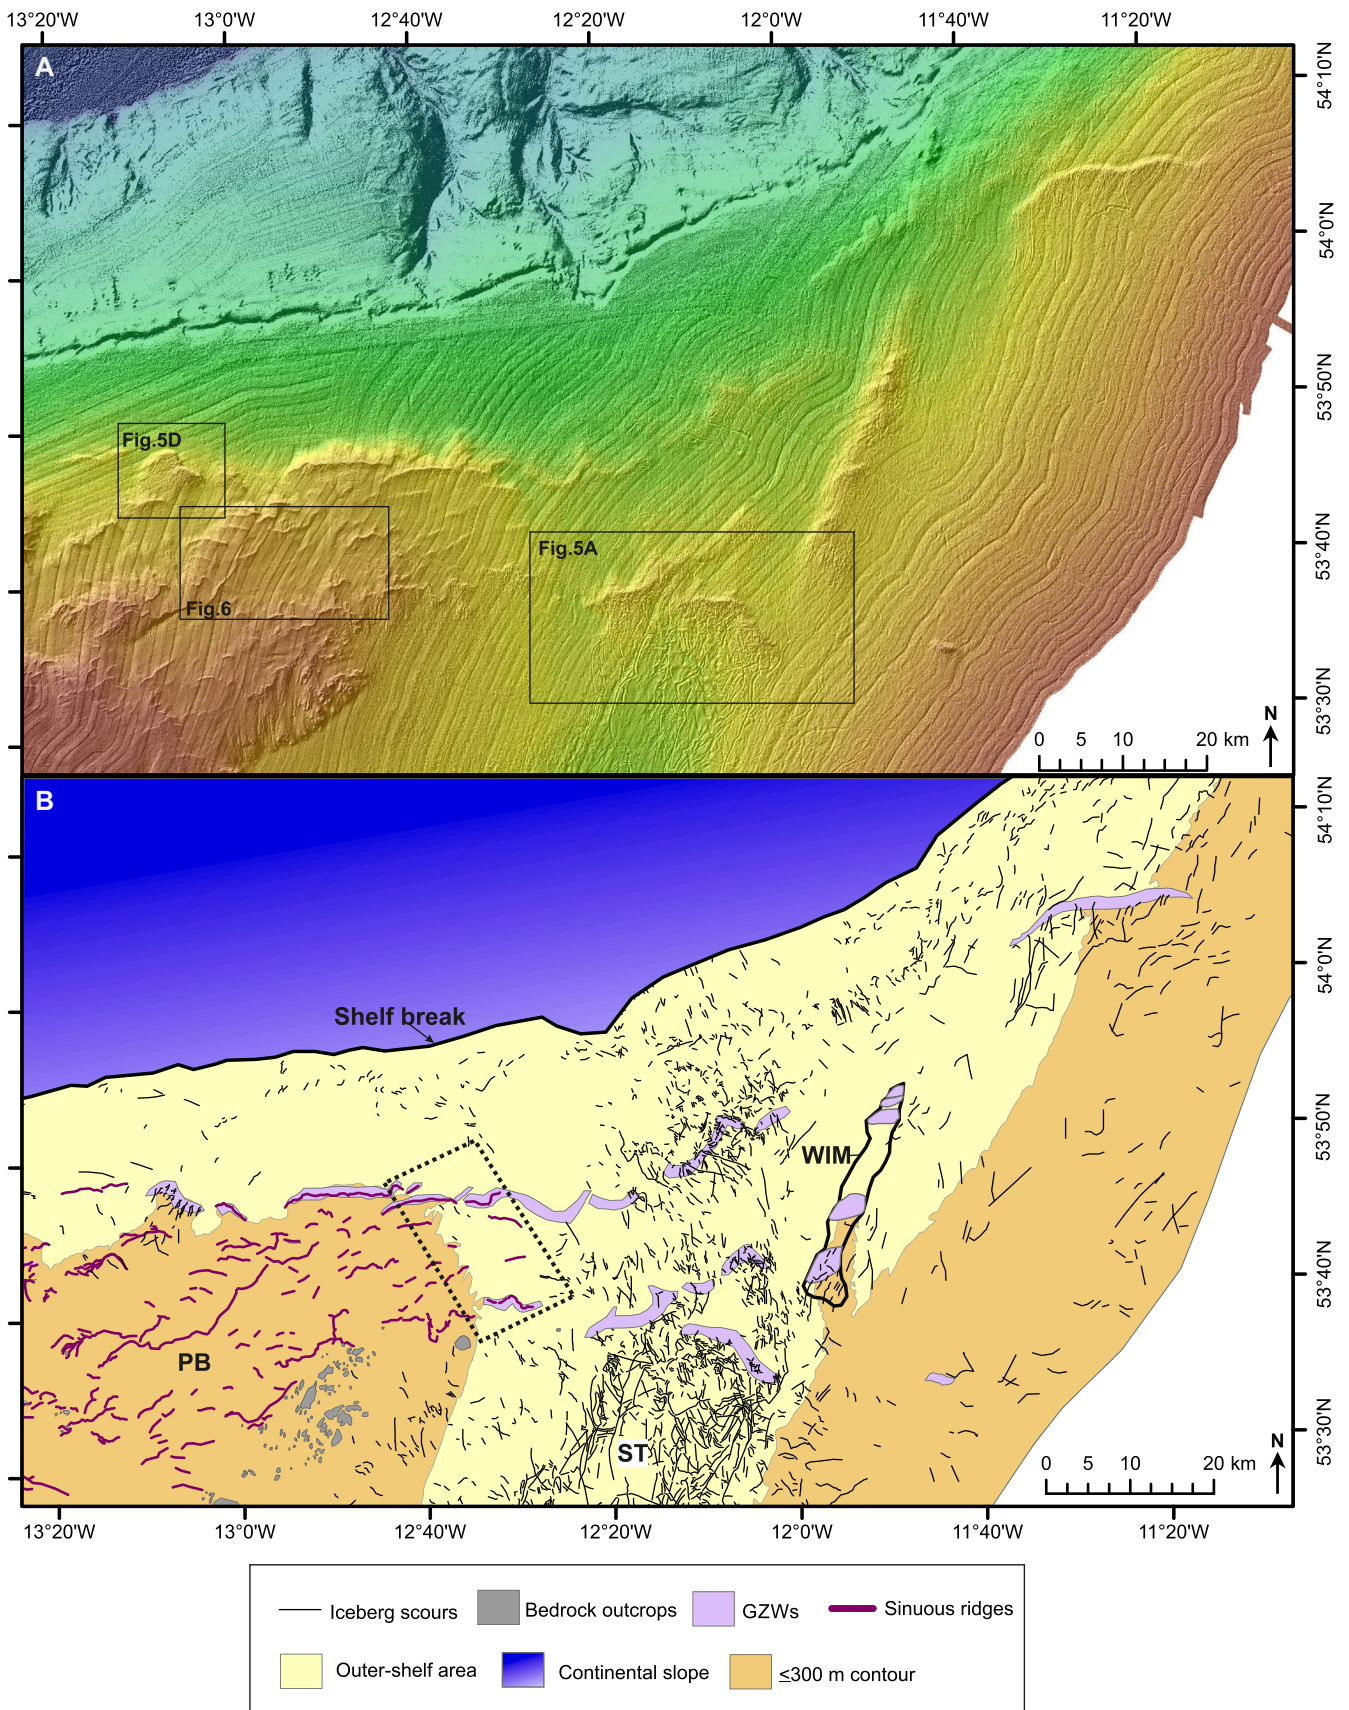 13°20'W 13°0'W 12°40'W 12°20'W 12°0'W 11°40'W 11°20'W
A
54°10'N
54°0'N
53°50'N
Fig.5D
53°40'N
Fig.5A
Fig.6
53°30'N
N
0 5 10 20 km
B
54°10'N
54°0'N
Shelf break
53°50'N
WIM
53°40'N
PB
53°30'N
ST
N
0 5 10 20 km
13°20'W 13°0'W 12°40'W 12°20'W 12°0'W 11°40'W 11°20'W
Iceberg scours Bedrock outcrops GZWs Sinuous ridges
Outer-shelf area Continental slope ≤300 m contour